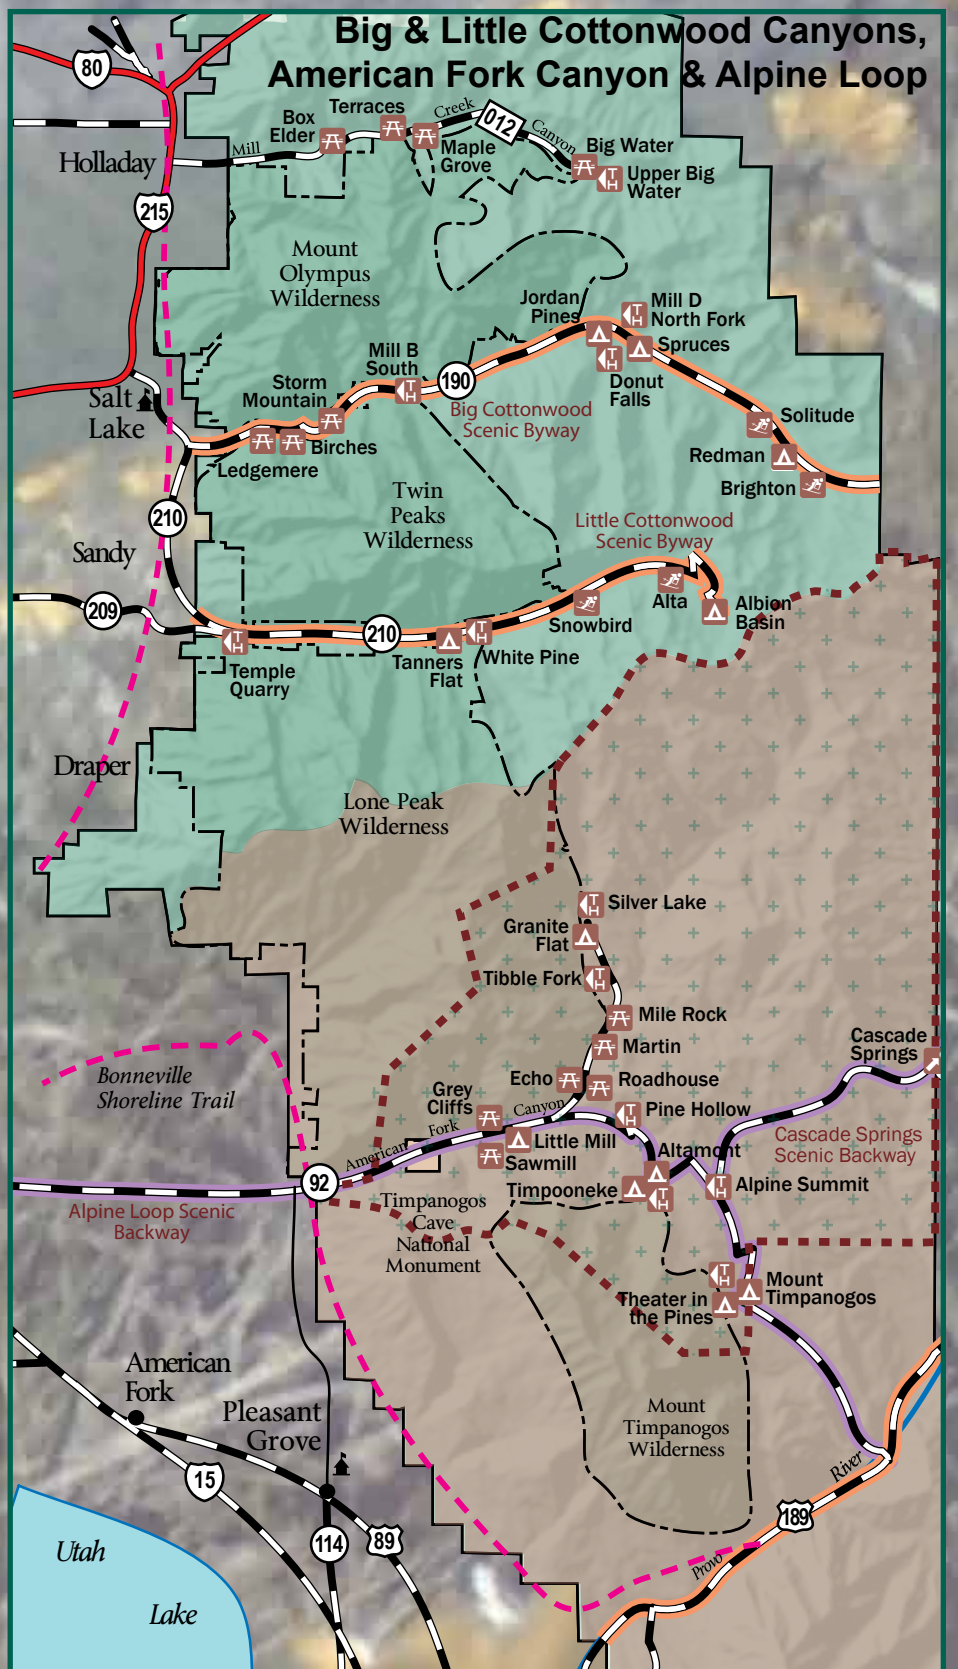 Big & Little Cottonwood Canyons,
American Fork Canyon & Alpine Loop
80
Terraces
Box
Elder
Creek
012
Canyon
Mill
Maple
Grove
Big Water
Upper Big
Water
Holladay
215
Mount
Olympus
Wilderness
Jordan
Pines
Mill D
North Fork
Spruces
Donut
Falls
Mill B
South
190
Storm
Mountain
Salt
Lake
Big Cottonwood
Scenic Byway
Solitude
Birches
Ledgemere
Redman
Brighton
Twin
Peaks
Wilderness
210
Little Cottonwood
Scenic Byway
Sandy
Alta
Albion
Basin
209
Snowbird
210
Temple
Quarry
Tanners
Flat
White Pine
Draper
Lone Peak
Wilderness
Silver Lake
Granite
Flat
Tibble Fork
Mile Rock
Martin
Cascade
Springs
Echo
Roadhouse
Bonneville
Shoreline Trail
Grey
Cliffs
Canyon
Pine Hollow
Fork
American
Little Mill
Sawmill
Altamont
Cascade Springs
Scenic Backway
92
Timpooneke
Alpine Summit
Alpine Loop Scenic
Backway
Timpanogos
Cave
National
Monument
Mount
Timpanogos
Theater in
the Pines
American
Fork
Pleasant
Grove
Mount
Timpanogos
Wilderness
15
River
189
114
89
Provo
Utah
Lake
T
H
T
H
T
H
T
H
T
H
T
H
T
H
T
H
T
H
T
H
T
H
T
H